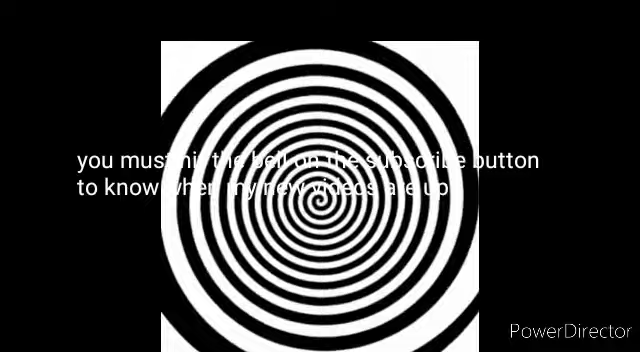 you must hit the bell on the subscribe button
to know when my new videos are up
PowerDirector